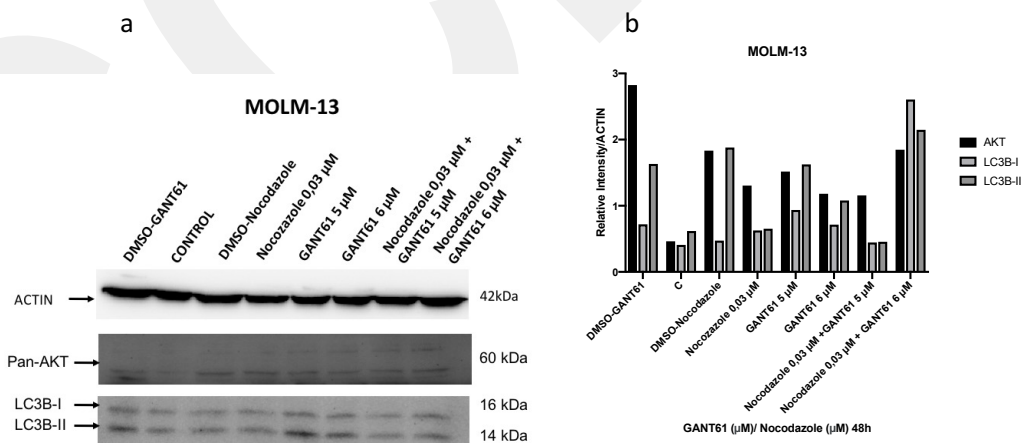 a
MOLM-13
DMSO-GANT61
CONTROL
DMSO-Nocodazole
Nocozazole 0,03 µM
GANT61 5 µM
GANT61 6 µM
Nocodazole 0,03 µM +
GANT61 5 µM
Nocodazole 0,03 µM +
GANT61 6 µM
ACTIN
42kDa
Pan-AKT
60 kDa
LC3B-I
16 kDa
LC3B-II
14 kDa
b
MOLM-13
Relative Intensity/ACTIN
3
2
1
0
AKT
LC3B-I
LC3B-II
DMSO-GANT61
C
DMSO-Nocodazole
Nocozazole 0,03 µM
GANT61 5 µM
GANT61 6 µM
Nocodazole 0,03 µM +GANT61 5 µM
Nocodazole 0,03 µM + GANT61 6 µM
GANT61 (µM)/ Nocodazole (µM) 48h